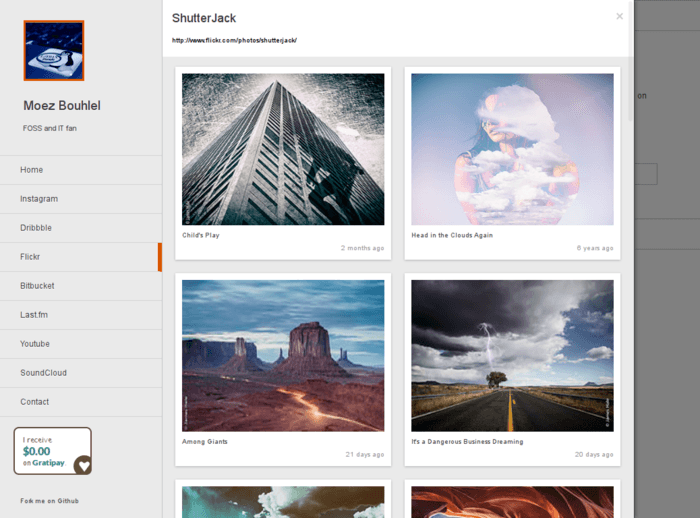 Moez Bouhlel
FOSS and IT fan
Home
Instagram
Dribbble
Flickr
Bitbucket
Last.fm
Youtube
SoundCloud
Contact
I receive
$0.00
on Gratipay
Fork me on Github
ShutterJack
×
http://www.flickr.com/photos/shutterjack/
Child's Play
2 months ago
Head in the Clouds Again
6 years ago
Among Giants
21 days ago
It's a Dangerous Business Dreaming
20 days ago
on